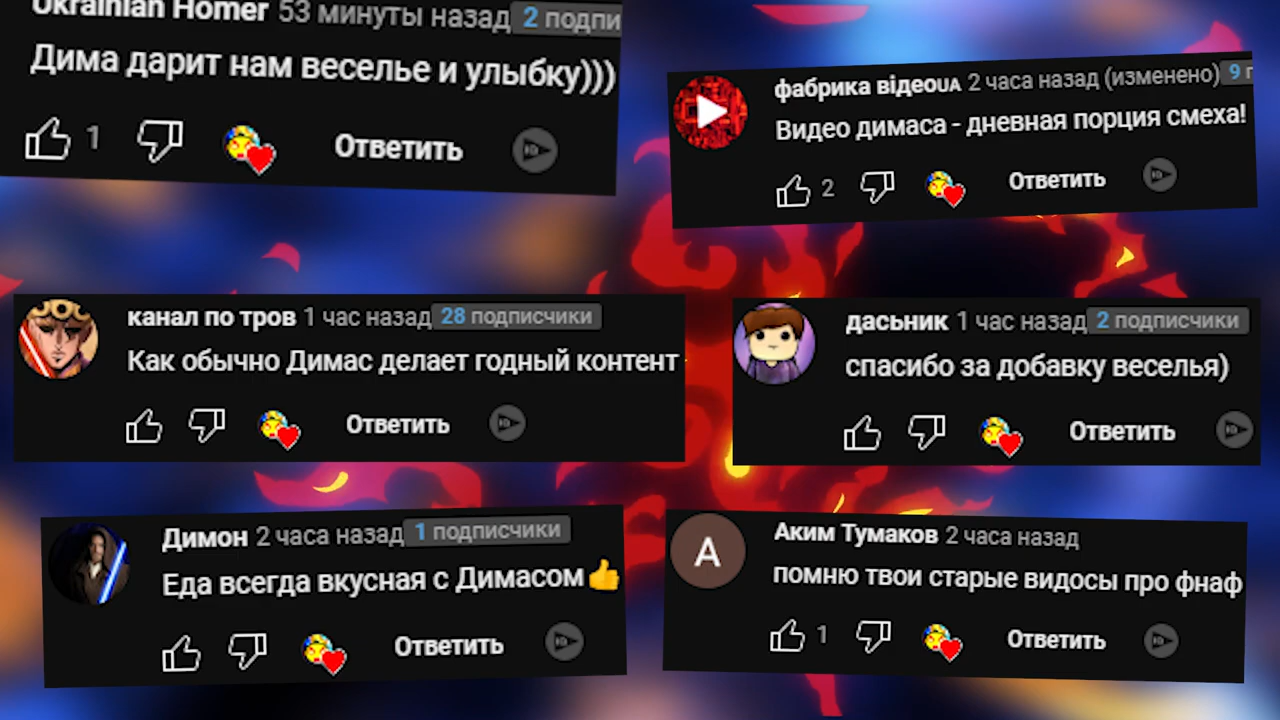 Ukrainian Homer 53 минуты назад 2 подпи
Дима дарит нам веселье и улыбку)))
1 Ответить
фабрика відеоUA 2 часа назад (изменено) 9 п
Видео димаса - дневная порция смеха!
2 Ответить
канал по тров 1 час назад 28 подписчики
Как обычно Димас делает годный контент
Ответить
дасьник 1 час назад 2 подписчики
спасибо за добавку веселья)
Ответить
Димон 2 часа назад 1 подписчики
Еда всегда вкусная с Димасом👍
Ответить
А
Аким Тумаков 2 часа назад
помню твои старые видосы про фнаф
1 Ответить